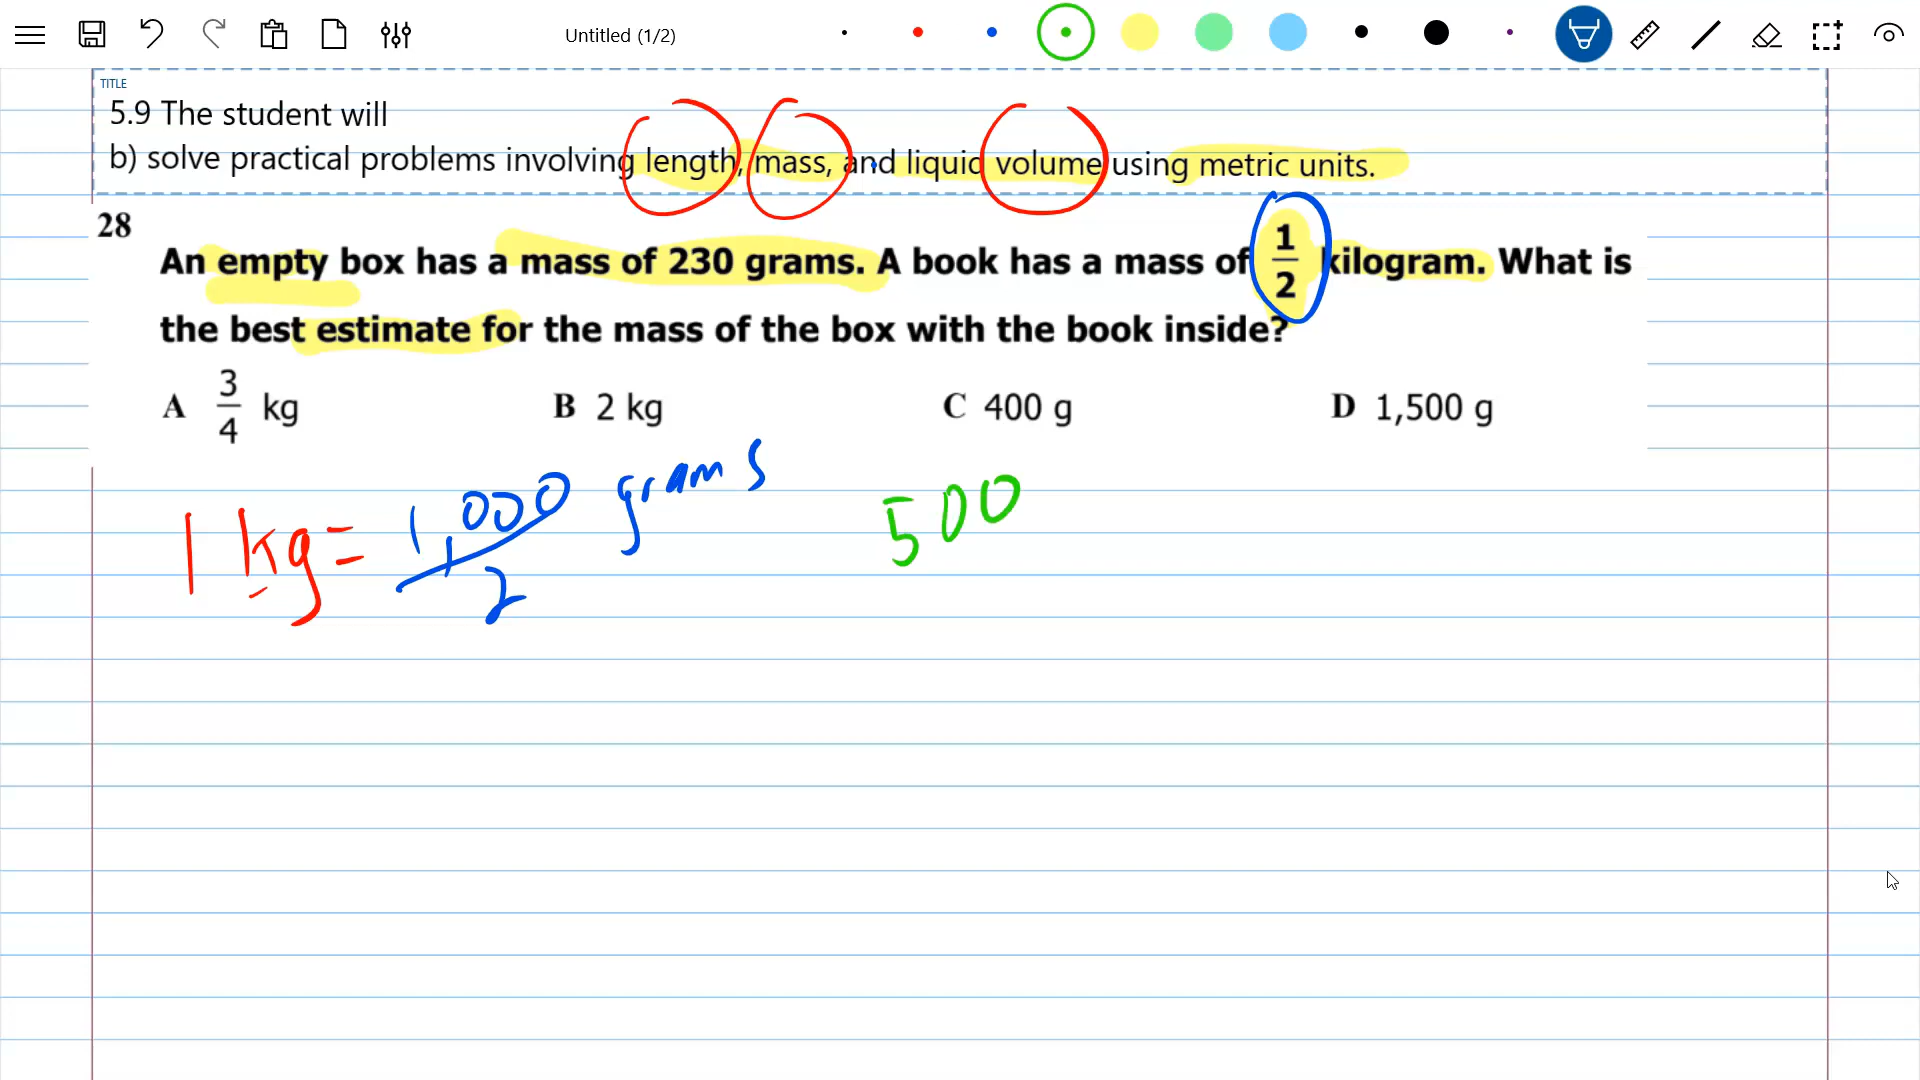 Untitled (1/2)
TITLE
5.9 The student will
b) solve practical problems involving length, mass, and liquid volume using metric units.
28
An empty box has a mass of 230 grams. A book has a mass of 1/2 kilogram. What is
the best estimate for the mass of the box with the book inside?
A 3/4 kg B 2 kg C 400 g D 1,500 g
1 kg = 1,000/2 grams 500